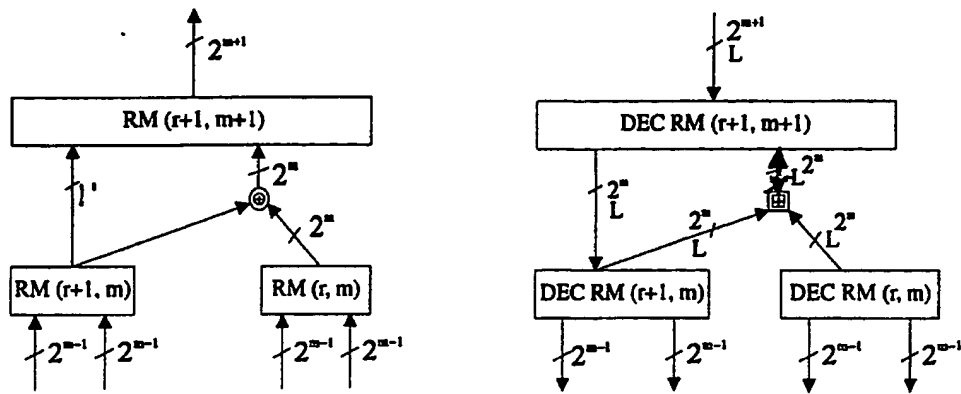 2^{m+1}
RM (r+1, m+1)
2^m
2^m
RM (r+1, m)
RM (r, m)
2^{m-1}
2^{m-1}
2^{m-1}
2^{m-1}
2^{m+1}
L
DEC RM (r+1, m+1)
2^m
L
L 2^m
2^m
L
L 2^m
DEC RM (r+1, m)
DEC RM (r, m)
2^{m-1}
2^{m-1}
2^{m-1}
2^{m-1}